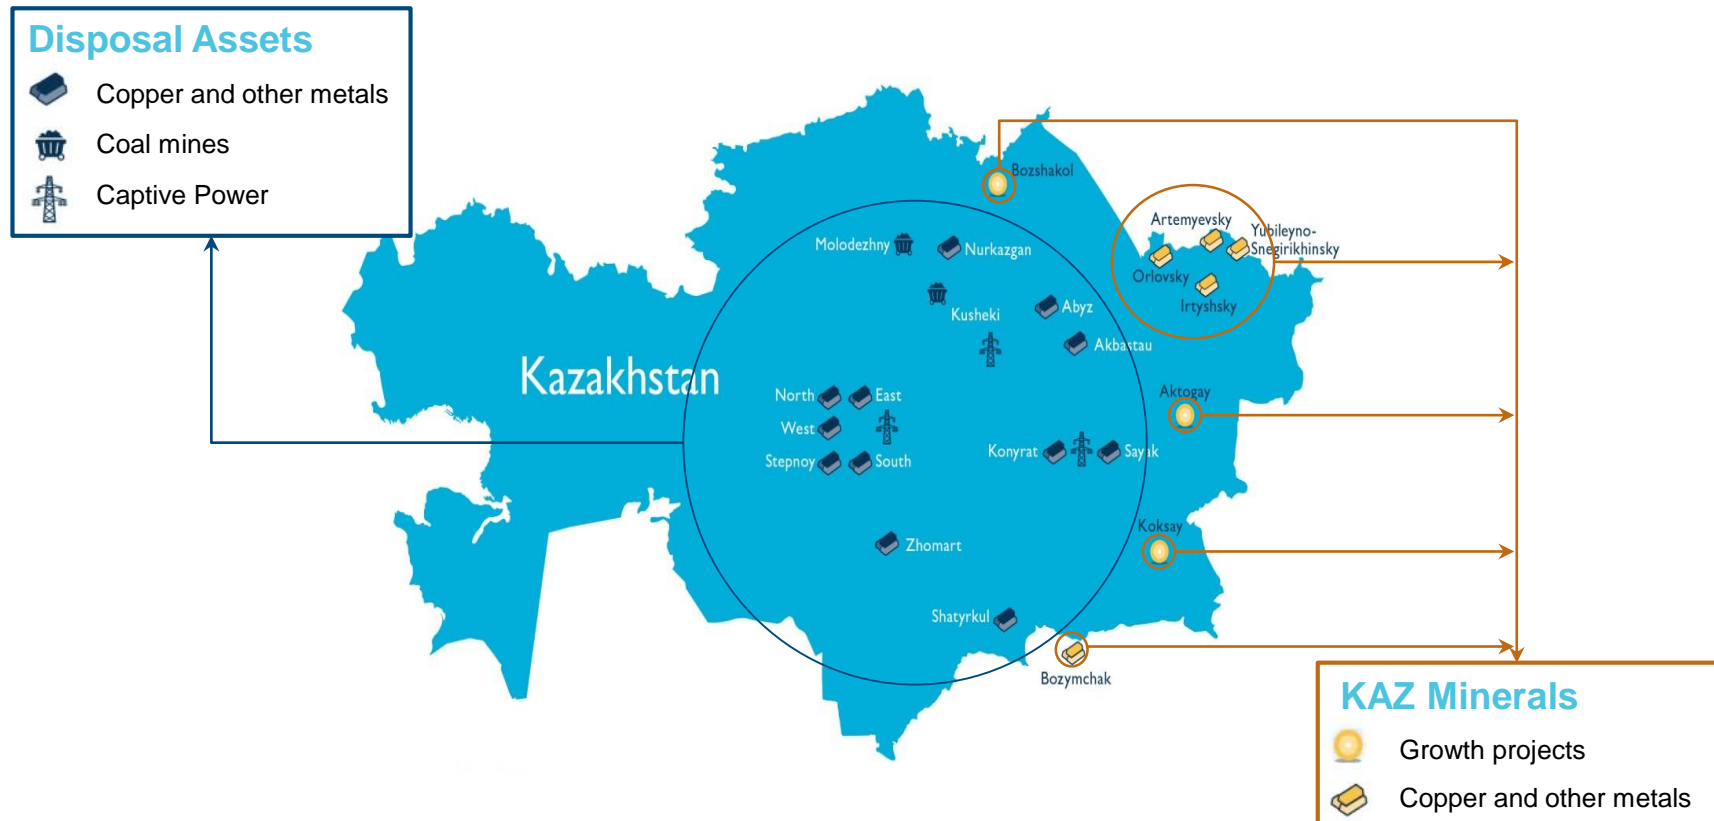 Disposal Assets
Copper and other metals
Coal mines
Captive Power
Bozshakol
Artemyevsky
Yubileyno-
Snegirikhinsky
Orlovsky
Irtyshsky
Molodezhny
Nurkazgan
Kusheki
Abyz
Akbastau
Kazakhstan
North
East
West
Stepnoy
South
Aktogay
Konyrat
Sayak
Koksay
Zhomart
Shatyrkul
Bozymchak
KAZ Minerals
Growth projects
Copper and other metals